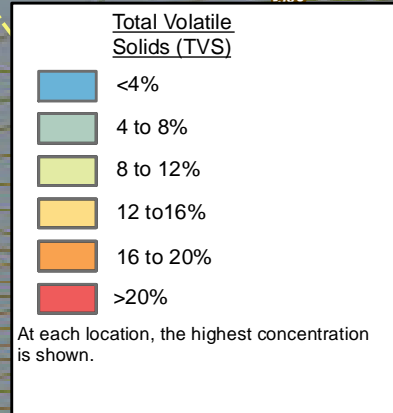 Total Volatile
Solids (TVS)
<4%
4 to 8%
8 to 12%
12 to16%
16 to 20%
>20%
At each location, the highest concentration
is shown.